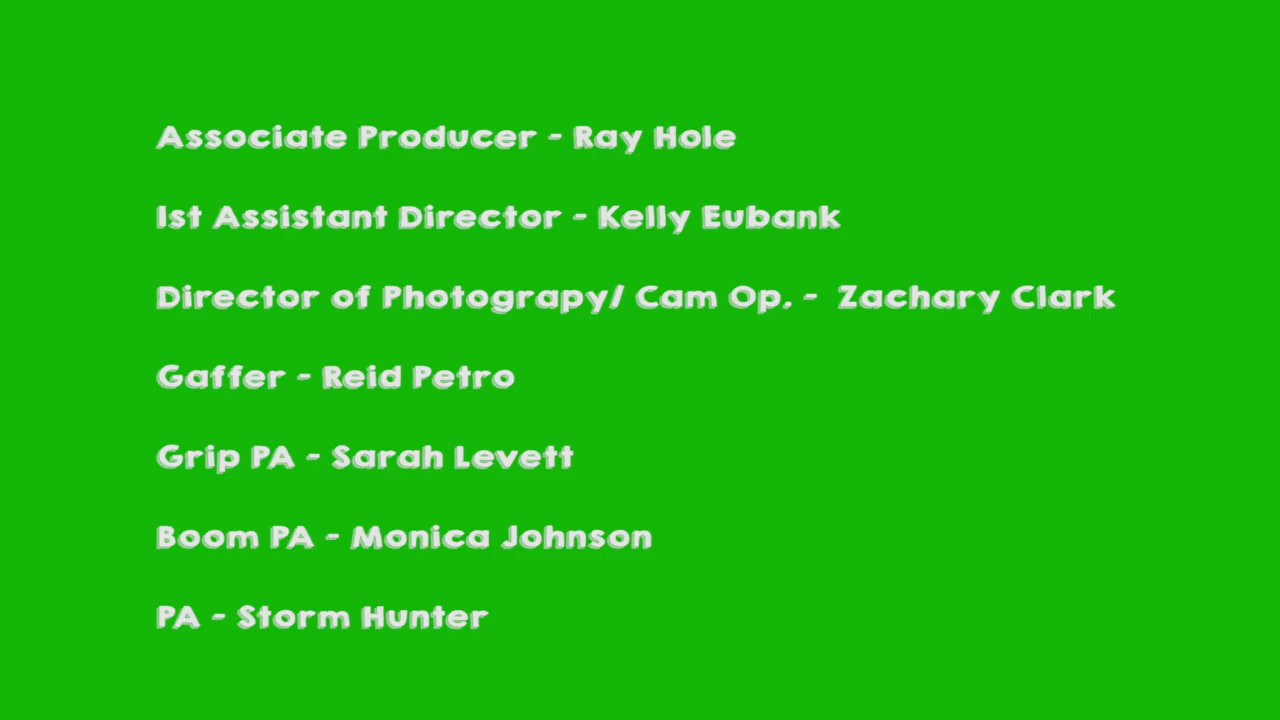 Associate Producer - Ray Hole
1st Assistant Director - Kelly Eubank
Director of Photograpy/ Cam Op. - Zachary Clark
Gaffer - Reid Petro
Grip PA - Sarah Levett
Boom PA - Monica Johnson
PA - Storm Hunter